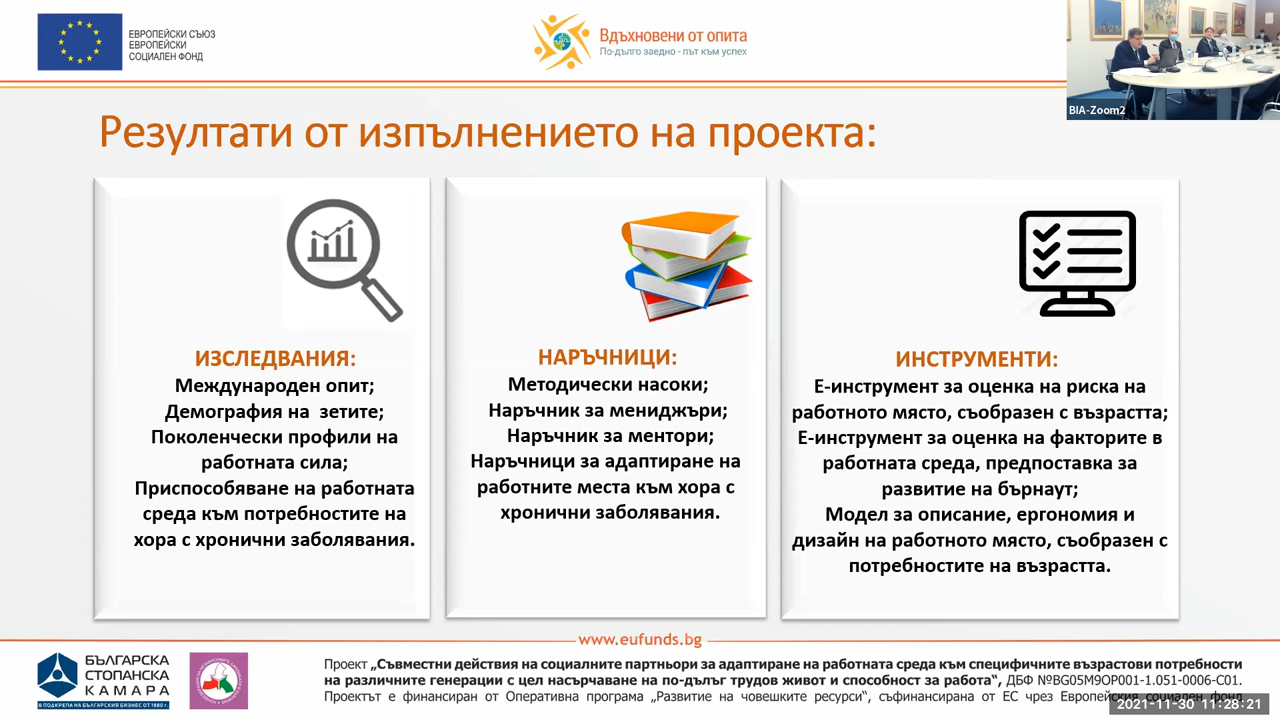 ЕВРОПЕЙСКИ СЪЮЗ
ЕВРОПЕЙСКИ
СОЦИАЛЕН ФОНД
Вдъхновени от опита
По-дълго заедно - път към успех
BIA-Zoom2
Резултати от изпълнението на проекта:
ИЗСЛЕДВАНИЯ:
Международен опит;
Демография на зетите;
Поколенчески профили на
работната сила;
Приспособяване на работната
среда към потребностите на
хора с хронични заболявания.
НАРЪЧНИЦИ:
Методически насоки;
Наръчник за мениджъри;
Наръчник за ментори;
Наръчници за адаптиране на
работните места към хора с
хронични заболявания.
ИНСТРУМЕНТИ:
Е-инструмент за оценка на риска на
работното място, съобразен с възрастта;
Е-инструмент за оценка на факторите в
работната среда, предпоставка за
развитие на бърнаут;
Модел за описание, ергономия и
дизайн на работното място, съобразен с
потребностите на възрастта.
www.eufunds.bg
БЪЛГАРСКА
СТОПАНСКА
КАМАРА
В ПОДКРЕПА НА БЪЛГАРСКИЯ БИЗНЕС ОТ 1980 г.
Проект „Съвместни действия на социалните партньори за адаптиране на работната среда към специфичните възрастови потребности
на различните генерации с цел насърчаване на по-дълъг трудов живот и способност за работа“, ДБФ №BG05M9OP001-1.051-0006-C01.
Проектът е финансиран от Оперативна програма „Развитие на човешките ресурси“, съфинансирана от ЕС чрез Европейския социален фонд
2021-11-30 11:28:21